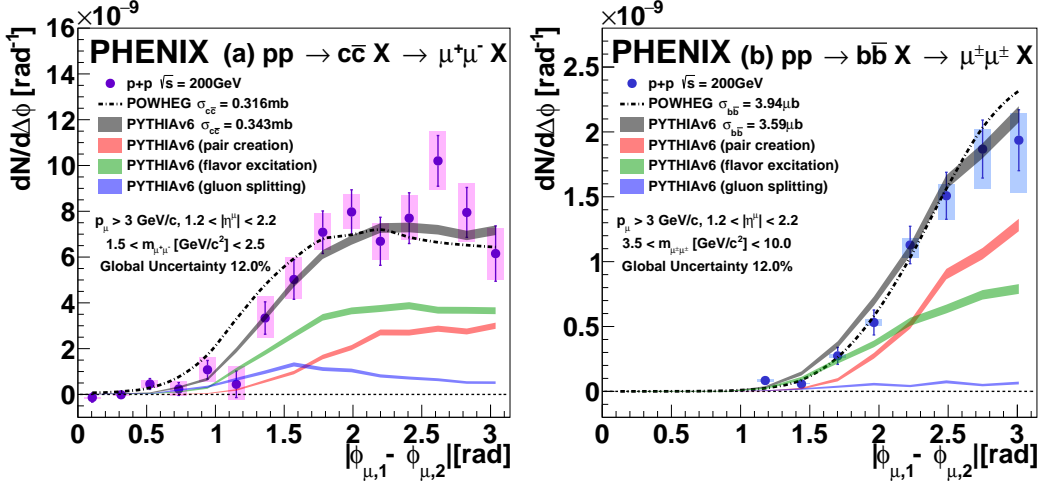 ×10⁻⁹
PHENIX (a) pp → cc̅ X → μ⁺μ⁻ X
p+p √s = 200GeV
POWHEG σcc̅ = 0.316mb
PYTHIAv6 σcc̅ = 0.343mb
PYTHIAv6 (pair creation)
PYTHIAv6 (flavor excitation)
PYTHIAv6 (gluon splitting)
pμ > 3 GeV/c, 1.2 < |η^μ| < 2.2
1.5 < mμ⁺μ⁻ [GeV/c²] < 2.5
Global Uncertainty 12.0%
dN/dΔϕ [rad⁻¹]
16
14
12
10
8
6
4
2
0
0 0.5 1 1.5 2 2.5 3
|ϕμ,1 - ϕμ,2|[rad]
×10⁻⁹
PHENIX (b) pp → bb̅ X → μ±μ± X
p+p √s = 200GeV
POWHEG σbb̅ = 3.94μb
PYTHIAv6 σbb̅ = 3.59μb
PYTHIAv6 (pair creation)
PYTHIAv6 (flavor excitation)
PYTHIAv6 (gluon splitting)
pμ > 3 GeV/c, 1.2 < |η^μ| < 2.2
3.5 < mμ±μ± [GeV/c²] < 10.0
Global Uncertainty 12.0%
dN/dΔϕ [rad⁻¹]
2.5
2
1.5
1
0.5
0
0 0.5 1 1.5 2 2.5 3
|ϕμ,1 - ϕμ,2|[rad]